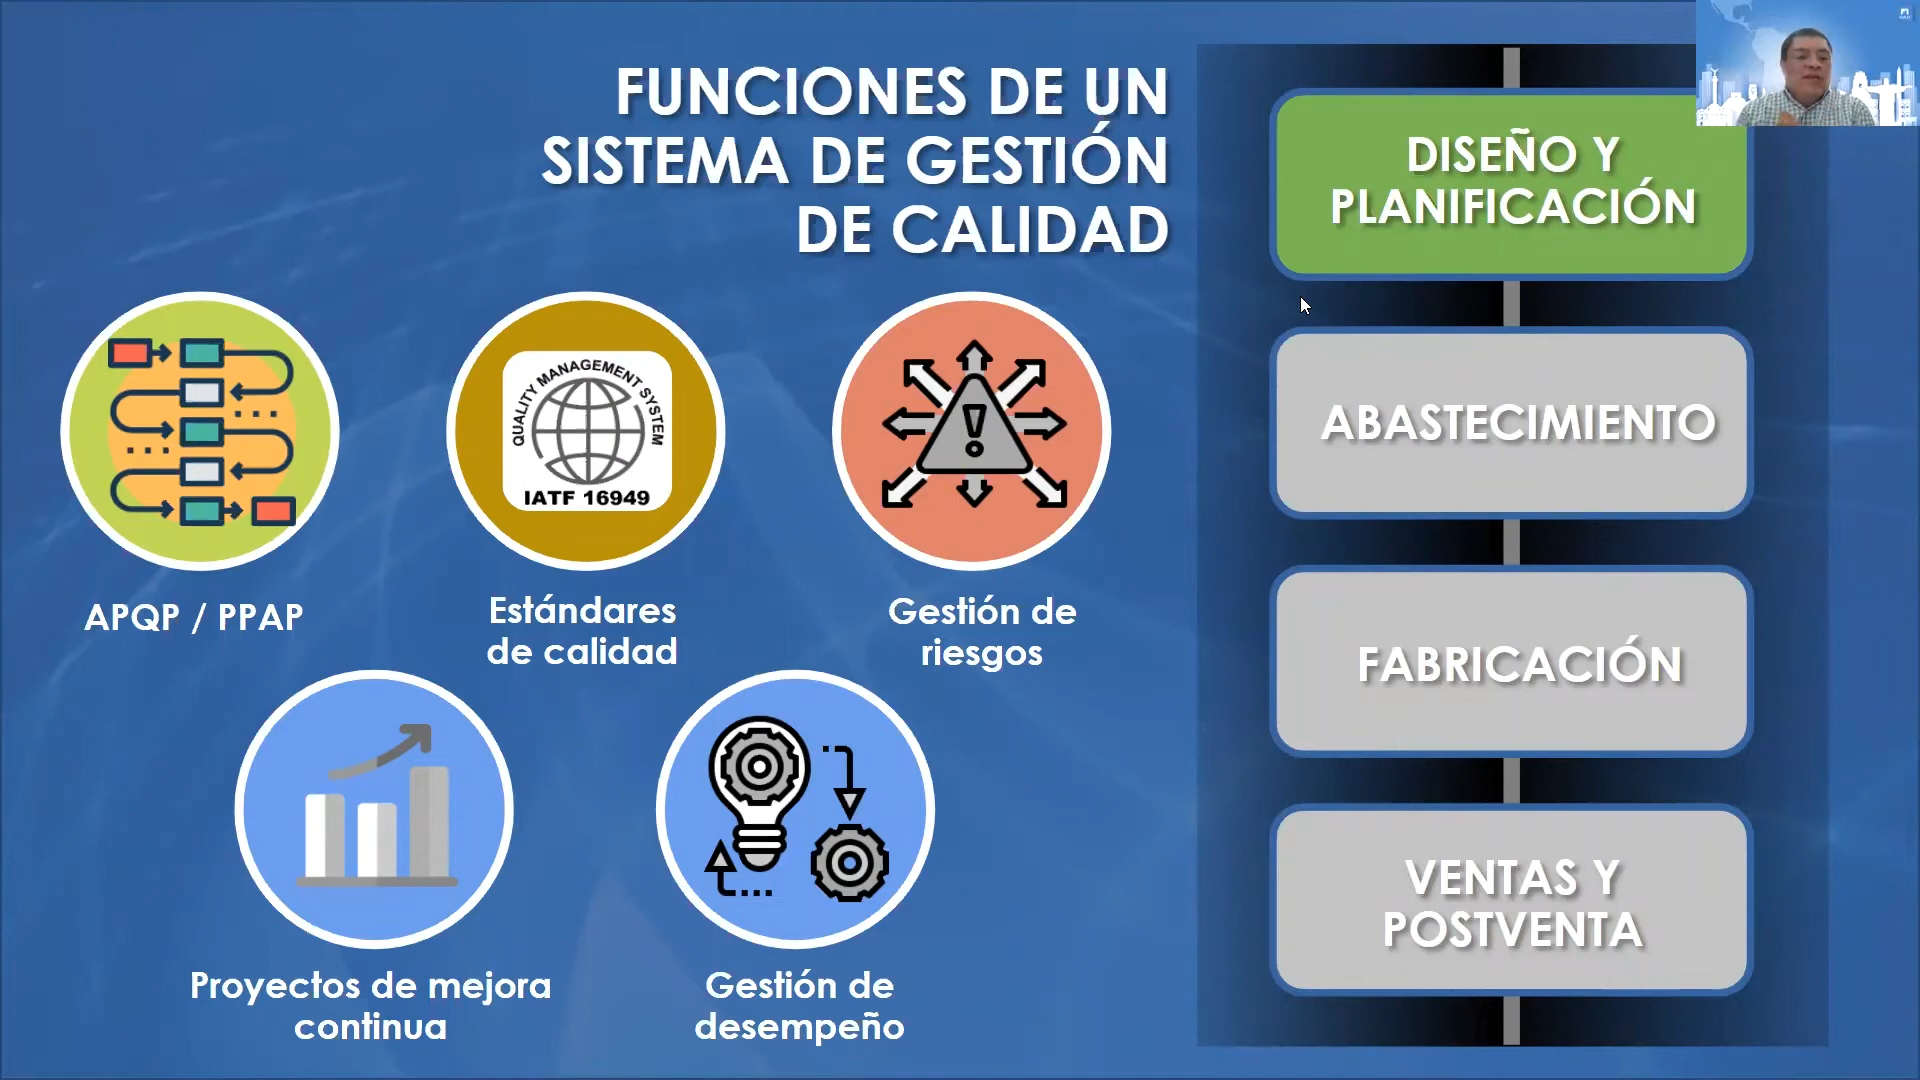 FUNCIONES DE UN
SISTEMA DE GESTIÓN
DE CALIDAD
QUALITY MANAGEMENT SYSTEM
IATF 16949
APQP / PPAP
Estándares
de calidad
Gestión de
riesgos
Proyectos de mejora
continua
Gestión de
desempeño
DISEÑO Y
PLANIFICACIÓN
ABASTECIMIENTO
FABRICACIÓN
VENTAS Y
POSTVENTA